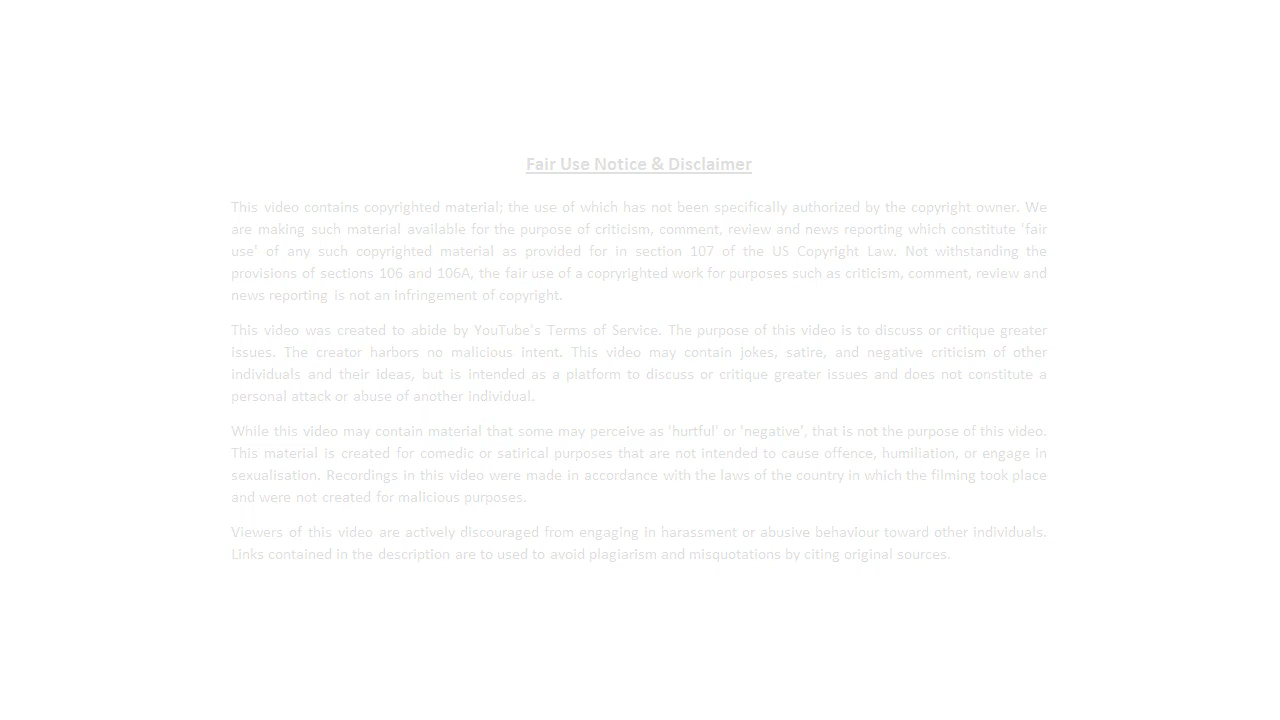 Fair Use Notice & Disclaimer
This video contains copyrighted material; the use of which has not been specifically authorized by the copyright owner. We
are making such material available for the purpose of criticism, comment, review and news reporting which constitute 'fair
use' of any such copyrighted material as provided for in section 107 of the US Copyright Law. Not withstanding the
provisions of sections 106 and 106A, the fair use of a copryrighted work for purposes such as criticism, comment, review and
news reporting is not an infringement of copyright.
This video was created to abide by YouTube's Terms of Service. The purpose of this video is to discuss or critique greater
issues. The creator harbors no malicious intent. This video may contain jokes, satire, and negative criticism of other
individuals and their ideas, but is intended as a platform to discuss or critique greater issues and does not constitute a
personal attack or abuse of another individual.
While this video may contain material that some may perceive as 'hurtful' or 'negative', that is not the purpose of this video.
This material is created for comedic or satirical purposes that are not intended to cause offence, humiliation, or engage in
sexualisation. Recordings in this video were made in accordance with the laws of the country in which the filming took place
and were not created for malicious purposes.
Viewers of this video are actively discouraged from engaging in harassment or abusive behaviour toward other individuals.
Links contained in the description are to used to avoid plagiarism and misquotations by citing original sources.